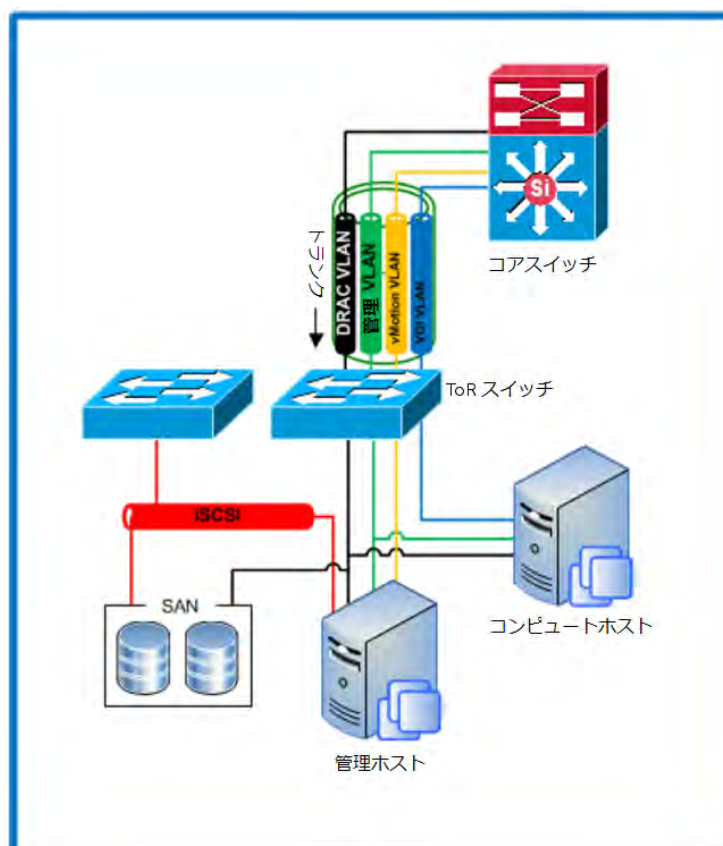 Si
コアスイッチ
トランク
DRAC VLAN
管理 VLAN
vMotion VLAN
VDI VLAN
ToR スイッチ
iSCSI
SAN
コンピュートホスト
管理ホスト